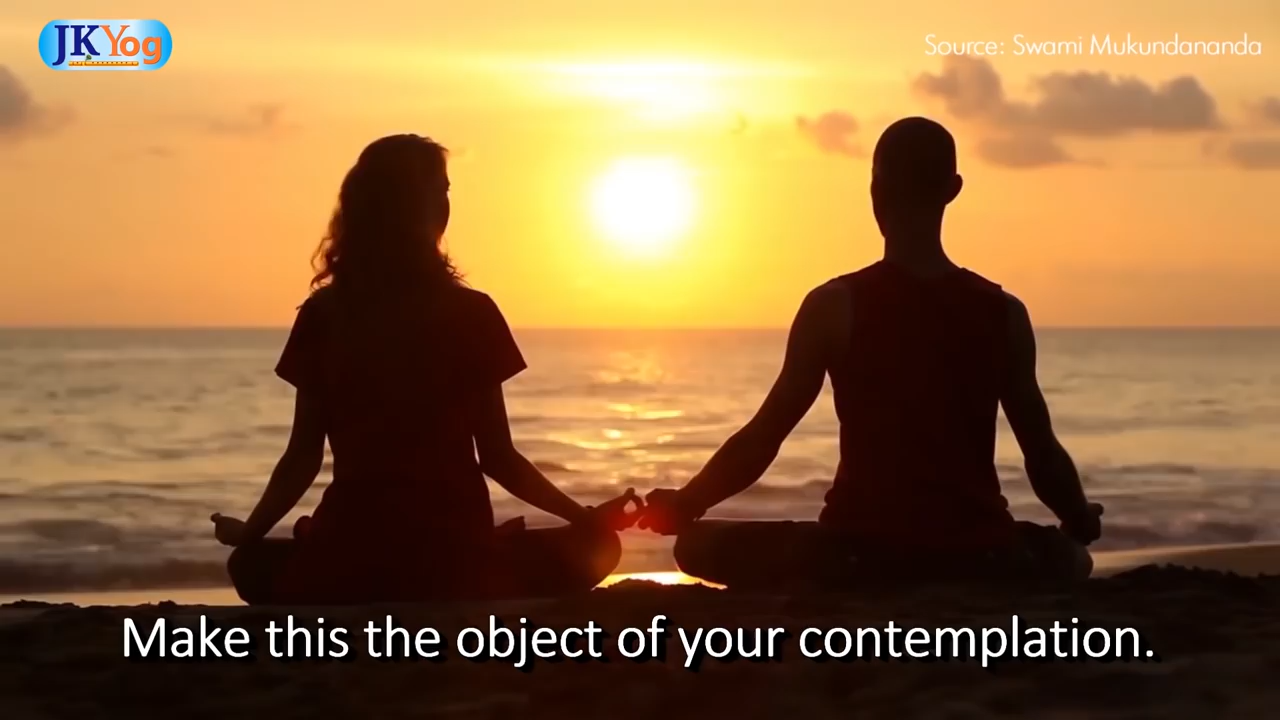 JKYog
Source: Swami Mukundananda
Make this the object of your contemplation.